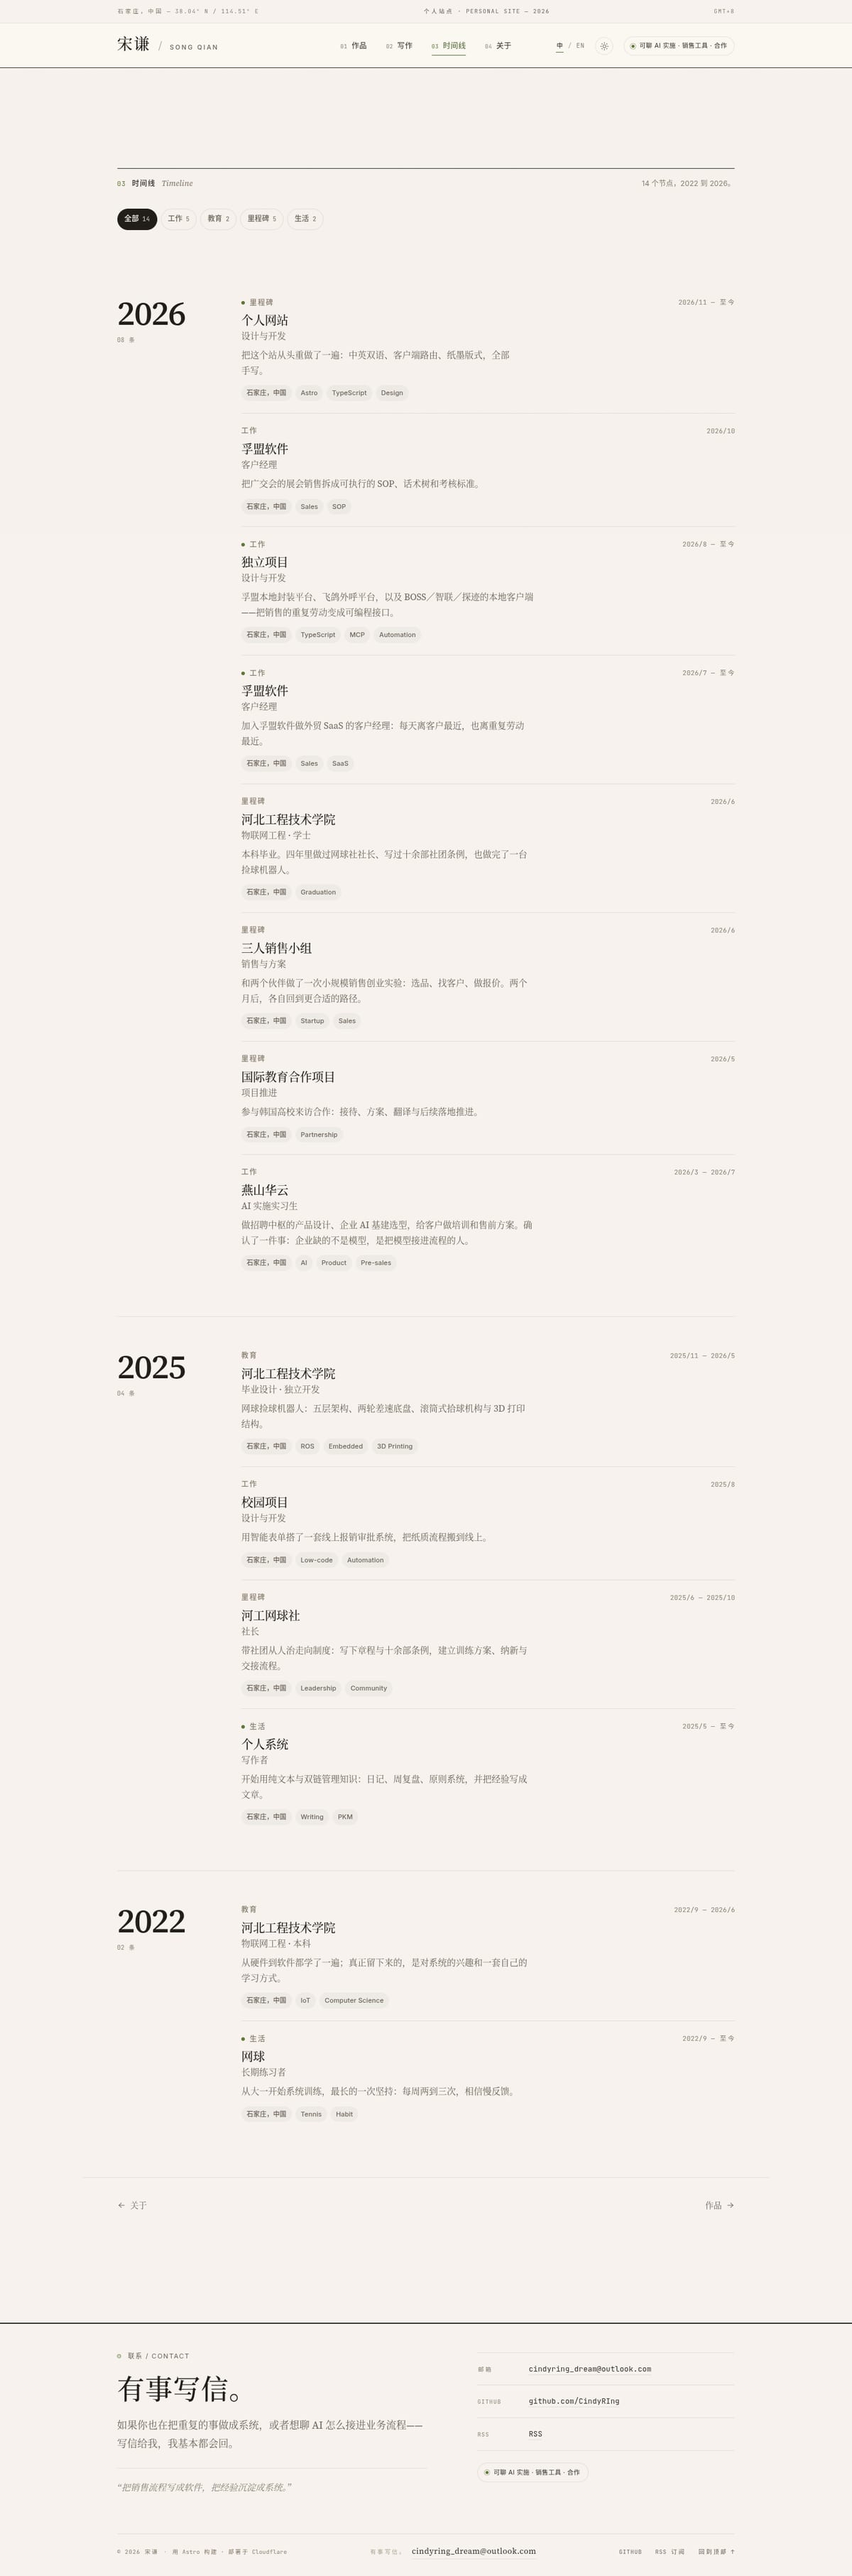 石家庄，中国 — 38.04° N / 114.51° E
个人站点 · PERSONAL SITE — 2026
GMT+8
宋谦 / SONG QIAN
01 作品
02 写作
03 时间线
04 关于
中 / EN
可聊 AI 实施 · 销售工具 · 合作
03 时间线 Timeline
14 个节点，2022 到 2026。
全部 14
工作 5
教育 2
里程碑 5
生活 2
2026
08 条
里程碑
2026/11 — 至今
个人网站
设计与开发
把这个站从头重做了一遍：中英双语、客户端路由、纸墨版式，全部
手写。
石家庄，中国 Astro TypeScript Design
工作
2026/10
孚盟软件
客户经理
把广交会的展会销售拆成可执行的 SOP、话术树和考核标准。
石家庄，中国 Sales SOP
工作
2026/8 — 至今
独立项目
设计与开发
孚盟本地封装平台、飞鸽外呼平台，以及 BOSS／智联／探迹的本地客户端
——把销售的重复劳动变成可编程接口。
石家庄，中国 TypeScript MCP Automation
工作
2026/7 — 至今
孚盟软件
客户经理
加入孚盟软件做外贸 SaaS 的客户经理：每天离客户最近，也离重复劳动
最近。
石家庄，中国 Sales SaaS
里程碑
2026/6
河北工程技术学院
物联网工程 · 学士
本科毕业。四年里做过网球社社长、写过十余部社团条例，也做完了一台
捡球机器人。
石家庄，中国 Graduation
里程碑
2026/6
三人销售小组
销售与方案
和两个伙伴做了一次小规模销售创业实验：选品、找客户、做报价。两个
月后，各自回到更合适的路径。
石家庄，中国 Startup Sales
里程碑
2026/5
国际教育合作项目
项目推进
参与韩国高校来访合作：接待、方案、翻译与后续落地推进。
石家庄，中国 Partnership
工作
2026/3 — 2026/7
燕山华云
AI 实施实习生
做招聘中枢的产品设计、企业 AI 基建选型，给客户做培训和售前方案。确
认了一件事：企业缺的不是模型，是把模型接进流程的人。
石家庄，中国 AI Product Pre-sales
2025
04 条
教育
2025/11 — 2026/5
河北工程技术学院
毕业设计 · 独立开发
网球捡球机器人：五层架构、两轮差速底盘、滚筒式拾球机构与 3D 打印
结构。
石家庄，中国 ROS Embedded 3D Printing
工作
2025/8
校园项目
设计与开发
用智能表单搭了一套线上报销审批系统，把纸质流程搬到线上。
石家庄，中国 Low-code Automation
里程碑
2025/6 — 2025/10
河工网球社
社长
带社团从人治走向制度：写下章程与十余部条例，建立训练方案、纳新与
交接流程。
石家庄，中国 Leadership Community
生活
2025/5 — 至今
个人系统
写作者
开始用纯文本与双链管理知识：日记、周复盘、原则系统，并把经验写成
文章。
石家庄，中国 Writing PKM
2022
02 条
教育
2022/9 — 2026/6
河北工程技术学院
物联网工程 · 本科
从硬件到软件都学了一遍；真正留下来的，是对系统的兴趣和一套自己的
学习方式。
石家庄，中国 IoT Computer Science
生活
2022/9 — 至今
网球
长期练习者
从大一开始系统训练，最长的一次坚持：每周两到三次，相信慢反馈。
石家庄，中国 Tennis Habit
← 关于
作品 →
联系 / CONTACT
有事写信。
如果你也在把重复的事做成系统，或者想聊 AI 怎么接进业务流程——
写信给我，我基本都会回。
“把销售流程写成软件，把经验沉淀成系统。”
邮箱 cindyring_dream@outlook.com
GITHUB github.com/CindyRIng
RSS RSS
可聊 AI 实施 · 销售工具 · 合作
© 2026 宋谦 · 用 Astro 构建 · 部署于 Cloudflare
有事写信。 cindyring_dream@outlook.com
GITHUB RSS 订阅 回到顶部 ↑